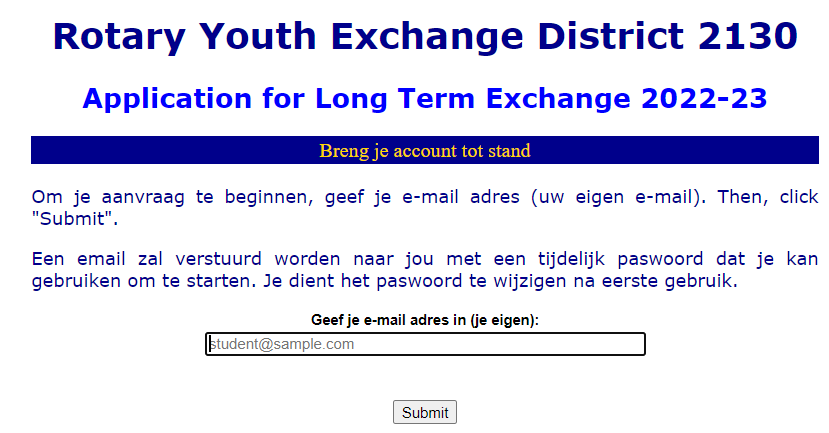 Rotary Youth Exchange District 2130
Application for Long Term Exchange 2022-23
Breng je account tot stand
Om je aanvraag te beginnen, geef je e-mail adres (uw eigen e-mail). Then, click
"Submit".
Een email zal verstuurd worden naar jou met een tijdelijk paswoord dat je kan
gebruiken om te starten. Je dient het paswoord te wijzigen na eerste gebruik.
Geef je e-mail adres in (je eigen):
student@sample.com
Submit